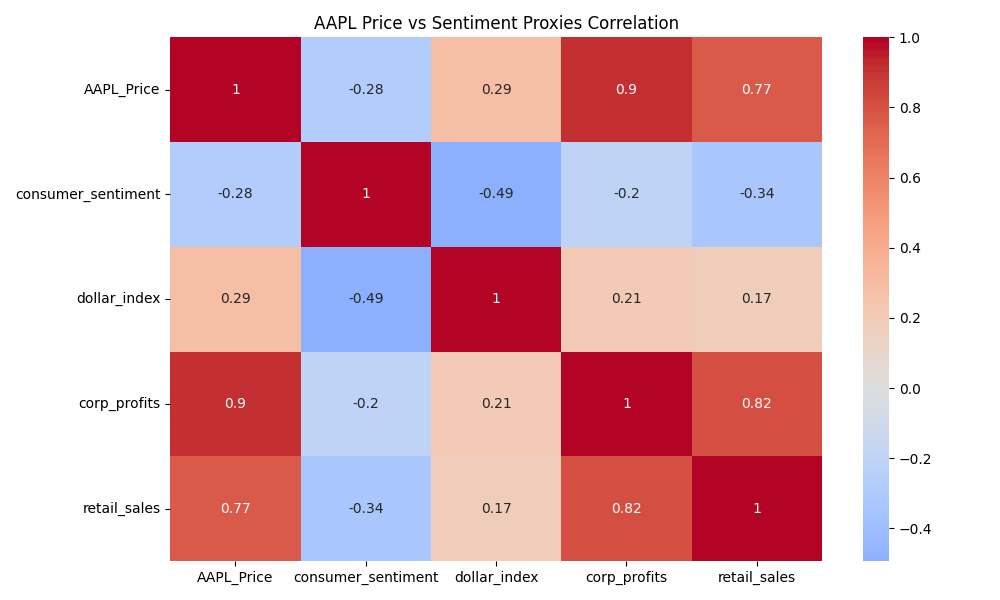 AAPL Price vs Sentiment Proxies Correlation
AAPL_Price 1 -0.28 0.29 0.9 0.77
consumer_sentiment -0.28 1 -0.49 -0.2 -0.34
dollar_index 0.29 -0.49 1 0.21 0.17
corp_profits 0.9 -0.2 0.21 1 0.82
retail_sales 0.77 -0.34 0.17 0.82 1
AAPL_Price consumer_sentiment dollar_index corp_profits retail_sales
1.0
0.8
0.6
0.4
0.2
0.0
−0.2
−0.4